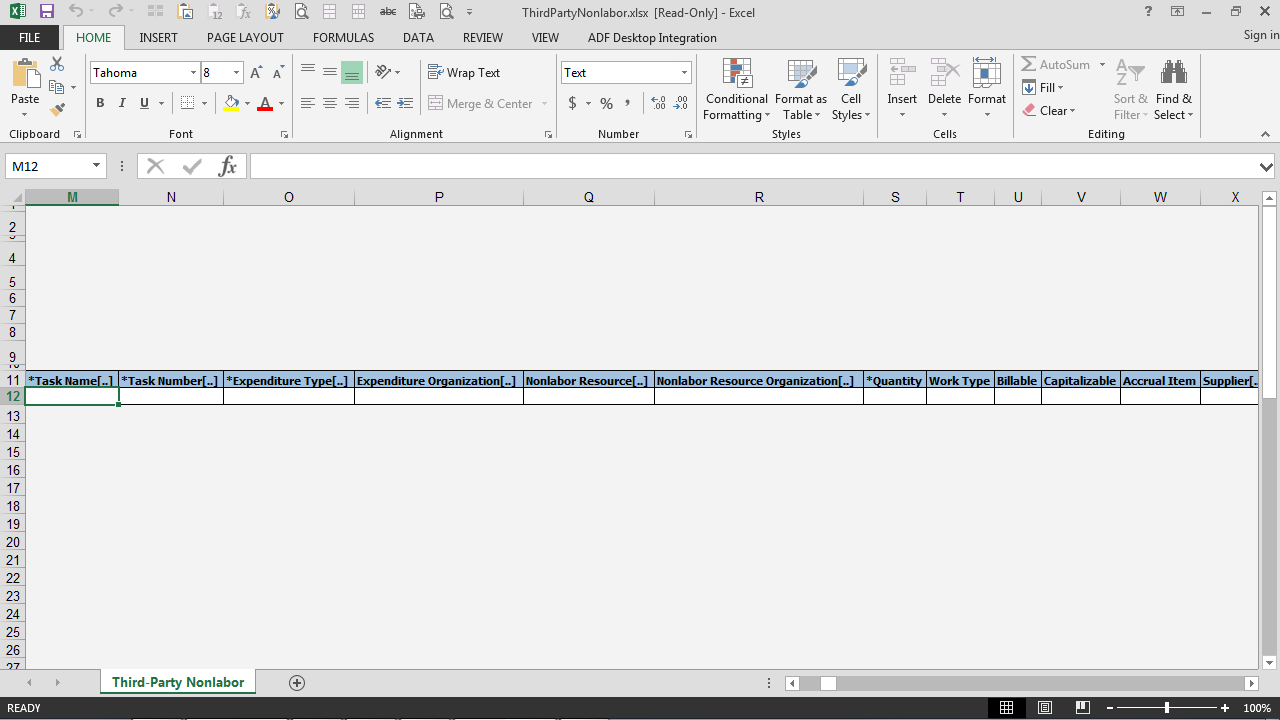 ThirdPartyNonlabor.xlsx [Read-Only] - Excel
FILE HOME INSERT PAGE LAYOUT FORMULAS DATA REVIEW VIEW ADF Desktop Integration Sign in
Tahoma 8 Wrap Text Text AutoSum
Fill
Paste Conditional Format as Cell Insert Delete Format Sort & Find &
B I U A Merge & Center $ % , Formatting Table Styles Clear Filter Select
Clipboard Font Alignment Number Styles Cells Editing
M12 fx
M N O P Q R S T U V W X
1
2
3
4
5
6
7
8
9
10
11 *Task Name[..] *Task Number[..] *Expenditure Type[..] Expenditure Organization[..] Nonlabor Resource[..] Nonlabor Resource Organization[..] *Quantity Work Type Billable Capitalizable Accrual Item Supplier[..
12
13
14
15
16
17
18
19
20
21
22
23
24
25
26
27
Third-Party Nonlabor
READY 100%